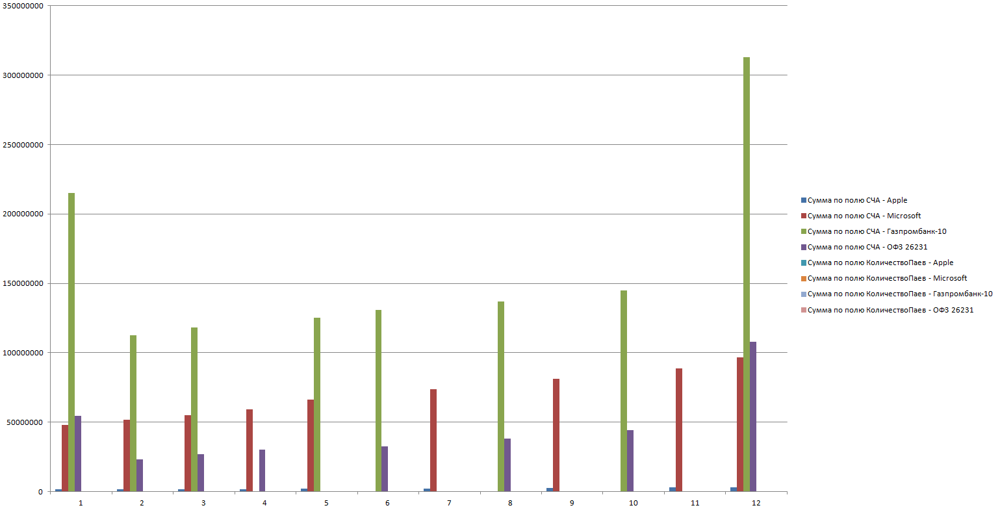 350000000
300000000
250000000
200000000
150000000
100000000
50000000
0
1 2 3 4 5 6 7 8 9 10 11 12
Сумма по полю СЧА - Apple
Сумма по полю СЧА - Microsoft
Сумма по полю СЧА - Газпромбанк-10
Сумма по полю СЧА - ОФЗ 26231
Сумма по полю КоличествоПаев - Apple
Сумма по полю КоличествоПаев - Microsoft
Сумма по полю КоличествоПаев - Газпромбанк-10
Сумма по полю КоличествоПаев - ОФЗ 26231